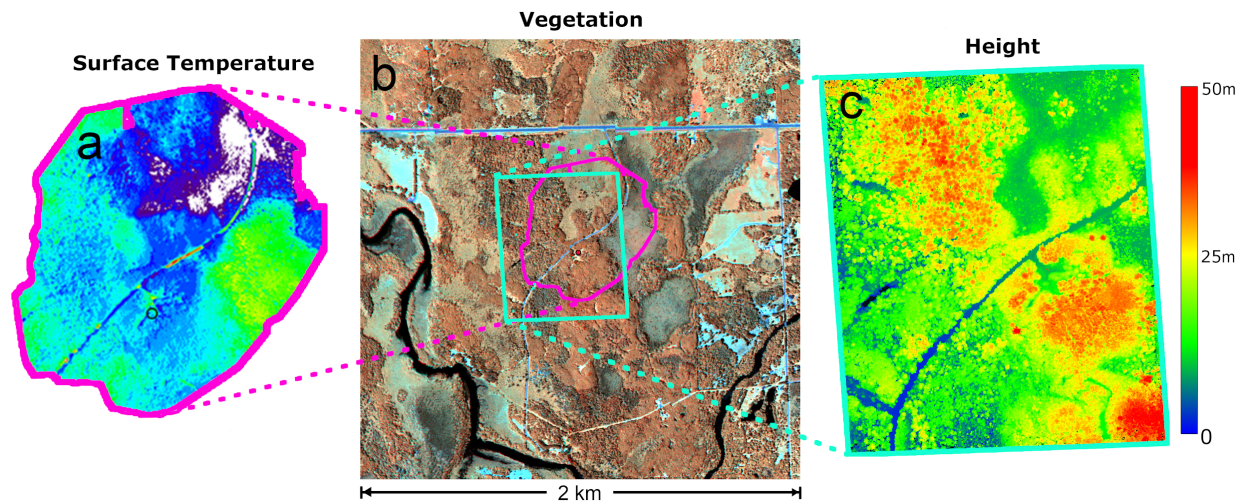 Vegetation
Surface Temperature
Height
a
b
c
50m
25m
0
2 km